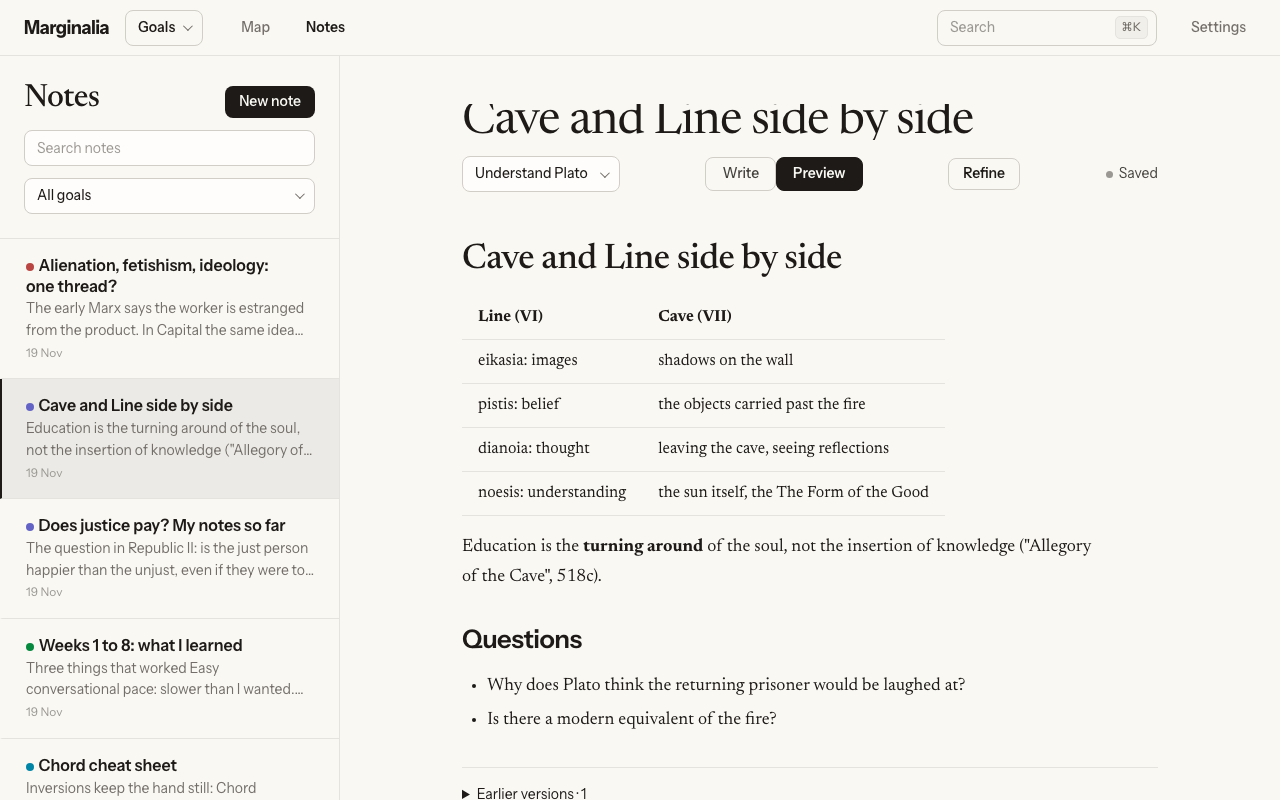 Marginalia
Goals
Map
Notes
Search
⌘K
Settings
Notes
New note
Search notes
All goals
Alienation, fetishism, ideology:
one thread?
The early Marx says the worker is estranged
from the product. In Capital the same idea…
19 Nov
Cave and Line side by side
Education is the turning around of the soul,
not the insertion of knowledge ("Allegory of…
19 Nov
Does justice pay? My notes so far
The question in Republic II: is the just person
happier than the unjust, even if they were to…
19 Nov
Weeks 1 to 8: what I learned
Three things that worked Easy
conversational pace: slower than I wanted.…
19 Nov
Chord cheat sheet
Inversions keep the hand still: Chord
Cave and Line side by side
Understand Plato
Write
Preview
Refine
Saved
Cave and Line side by side
Line (VI) Cave (VII)
eikasia: images shadows on the wall
pistis: belief the objects carried past the fire
dianoia: thought leaving the cave, seeing reflections
noesis: understanding the sun itself, the The Form of the Good
Education is the turning around of the soul, not the insertion of knowledge ("Allegory
of the Cave", 518c).
Questions
• Why does Plato think the returning prisoner would be laughed at?
• Is there a modern equivalent of the fire?
Earlier versions · 1